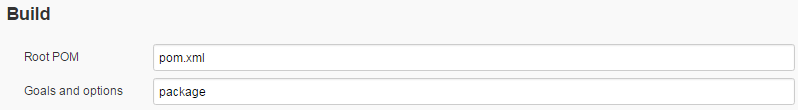 Build
Root POM
pom.xml
Goals and options
package